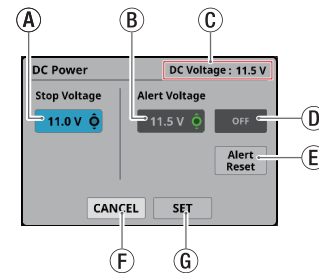 A B C
DC Power DC Voltage : 11.5 V
Stop Voltage Alert Voltage
11.0 V 11.5 V OFF D
Alert
Reset E
CANCEL SET
F G